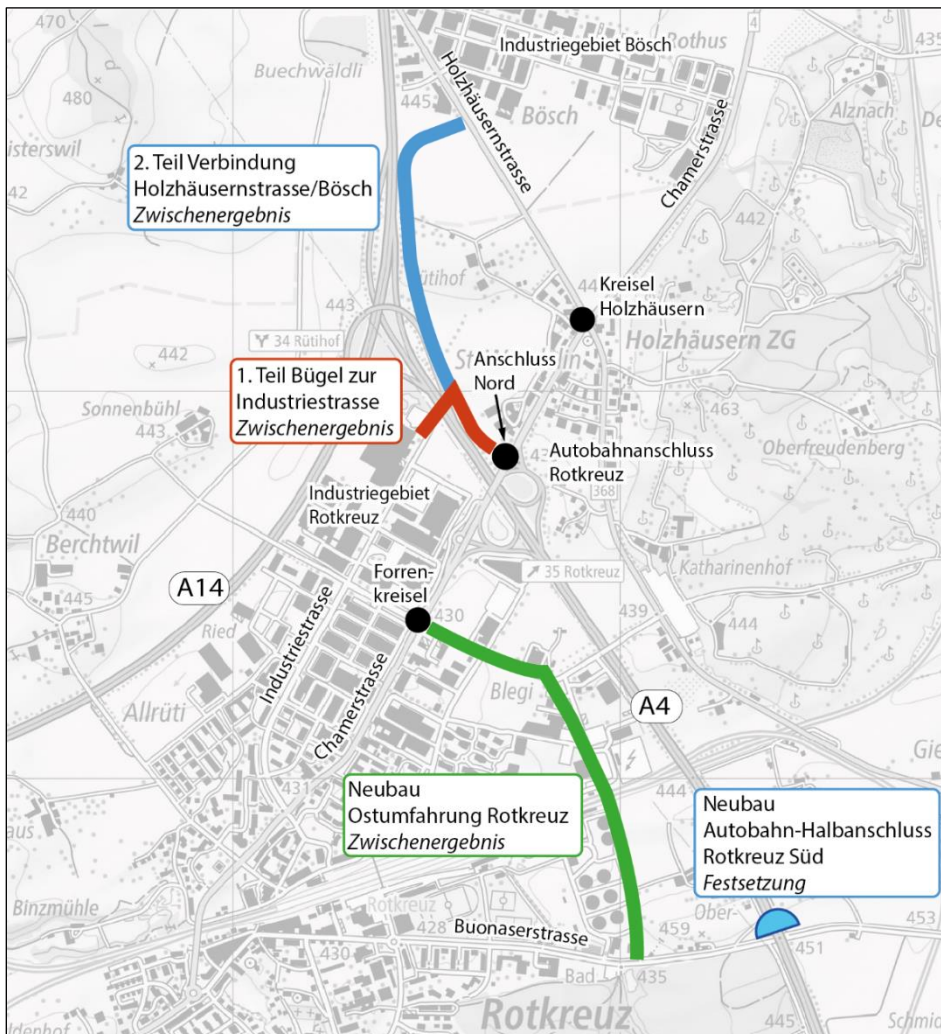 470
480
Buechwäldli
445
Industriegebiet Bösch
Rothus
4
435
Holzhäusernstrasse
Bösch
Chamerstrasse
Alznach
isterswil
442
2. Teil Verbindung
Holzhäusernstrasse/Bösch
Zwischenergebnis
443
Rütihof
34 Rütihof
442
Kreisel
Holzhäusern
Holzhäusern ZG
Anschluss
Nord
1. Teil Bügel zur
Industriestrasse
Zwischenergebnis
Sonnenbühl
443
463
Oberfreudenberg
Autobahnanschluss
Rotkreuz
368
Industriegebiet
Rotkreuz
440
Berchtwil
445
Katharinenhof
35 Rotkreuz
A14
Forren-
kreisel
430
439
444
Ried
Industriestrasse
Allrüti
Chamerstrasse
Blegi
A4
431
444
Neubau
Ostumfahrung Rotkreuz
Zwischenergebnis
Neubau
Autobahn-Halbanschluss
Rotkreuz Süd
Festsetzung
Binzmühle
Rotkreuz
428
Buonaserstrasse
430
459
Ober-
453
451
Bad
435
Rotkreuz
denhof
Schmic